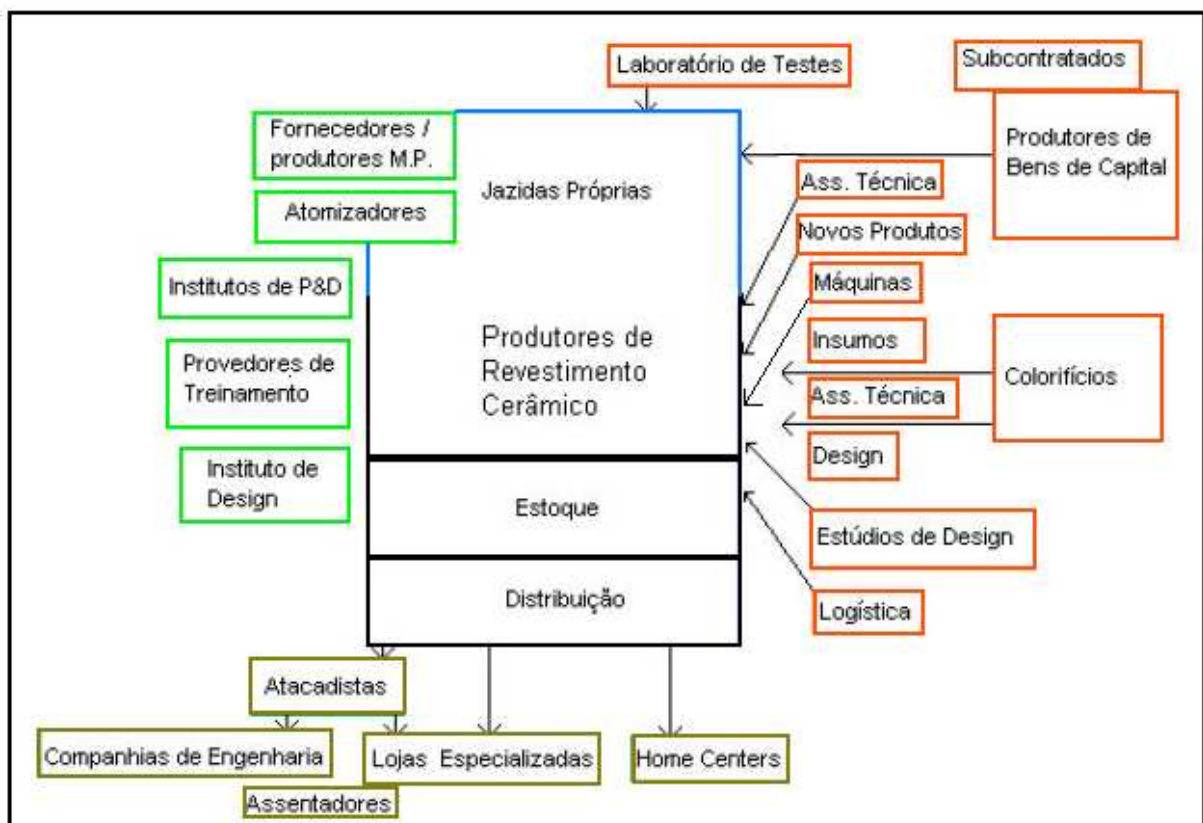 Laboratório de Testes
Subcontratados
Fornecedores /
produtores M.P.
Produtores de
Bens de Capital
Jazidas Próprias
Ass. Técnica
Atomizadores
Novos Produtos
Institutos de P&D
Máquinas
Produtores de
Revestimento
Cerâmico
Insumos
Provedores de
Treinamento
Colorifícios
Ass. Técnica
Design
Instituto de
Design
Estoque
Estúdios de Design
Distribuição
Logística
Atacadistas
Companhias de Engenharia
Lojas Especializadas
Home Centers
Assentadores